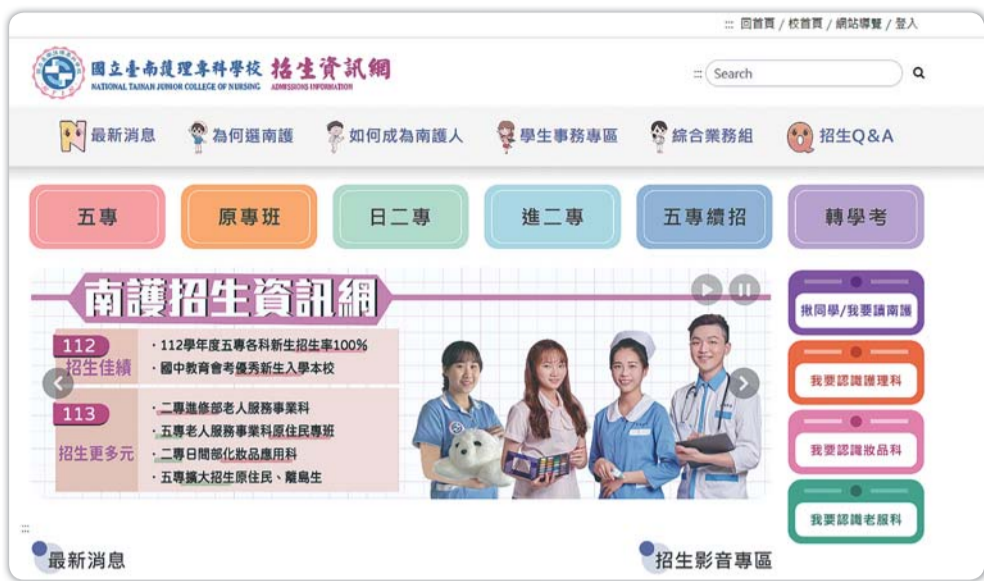 ::: 回首頁 / 校首頁 / 網站導覽 / 登入
國立臺南護理專科學校 招生資訊網
NATIONAL TAINAN JUNIOR COLLEGE OF NURSING ADMISSIONS INFORMATION
::: Search
最新消息 為何選南護 如何成為南護人 學生事務專區 綜合業務組 招生Q&A
五專 原專班 日二專 進二專 五專續招 轉學考
南護招生資訊網
112
招生佳績
・112學年度五專各科新生招生率100%
・國中教育會考優秀新生入學本校
113
招生更多元
・二專進修部老人服務事業科
・五專老人服務事業科原住民專班
・二專日間部化妝品應用科
・五專擴大招生原住民、離島生
揪同學/我要讀南護
我要認識護理科
我要認識妝品科
我要認識老服科
:::
最新消息
招生影音專區